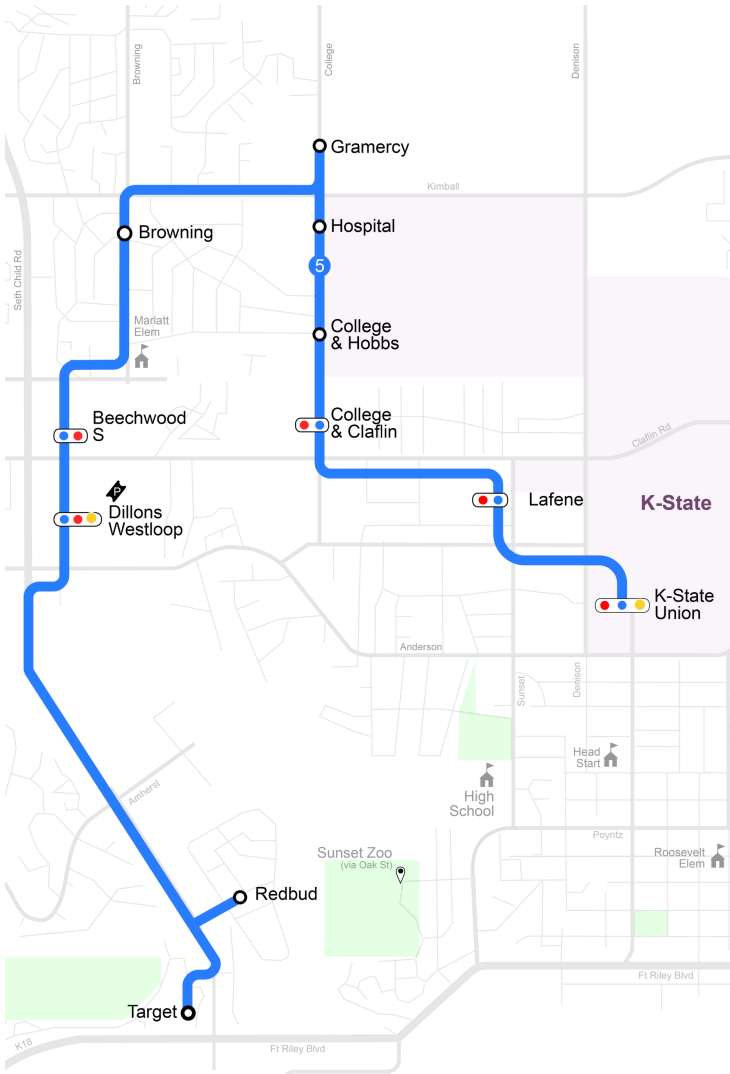 Browning
College
Denison
Gramercy
Kimball
Hospital
Browning
Seth Child Rd
5
Marlatt
Elem
College
& Hobbs
Beechwood
S
College
& Claflin
Claflin Rd
P
Dillons
Westloop
Lafene
K-State
K-State
Union
Anderson
Sunset
Denison
Head
Start
Amherst
High
School
Poyntz
Sunset Zoo
(via Oak St)
Roosevelt
Elem
Redbud
Ft Riley Blvd
Target
K18
Ft Riley Blvd